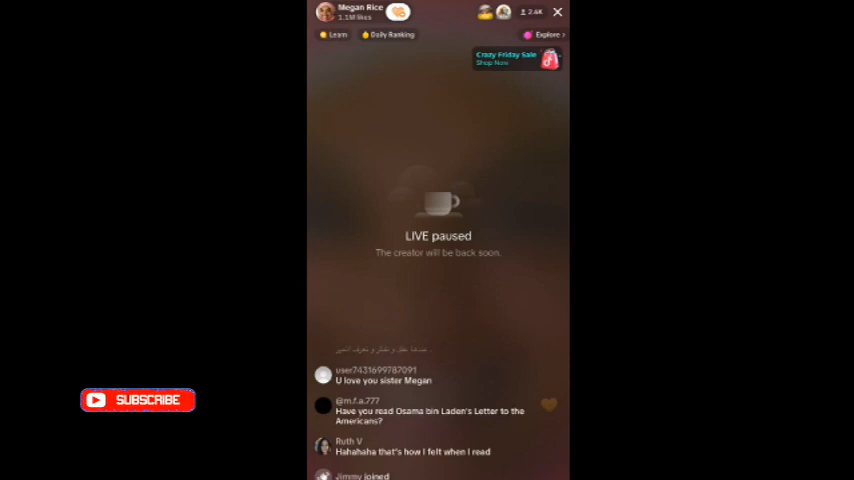 Megan Rice
1.1M likes
2.6K
Learn
Daily Ranking
Explore
Crazy Friday Sale
Shop Now
LIVE paused
The creator will be back soon.
user7431699787091
U love you sister Megan
@m.f.a.777
Have you read Osama bin Laden's Letter to the
Americans?
SUBSCRIBE
Ruth V
Hahahaha that's how I felt when I read
Jimmy joined